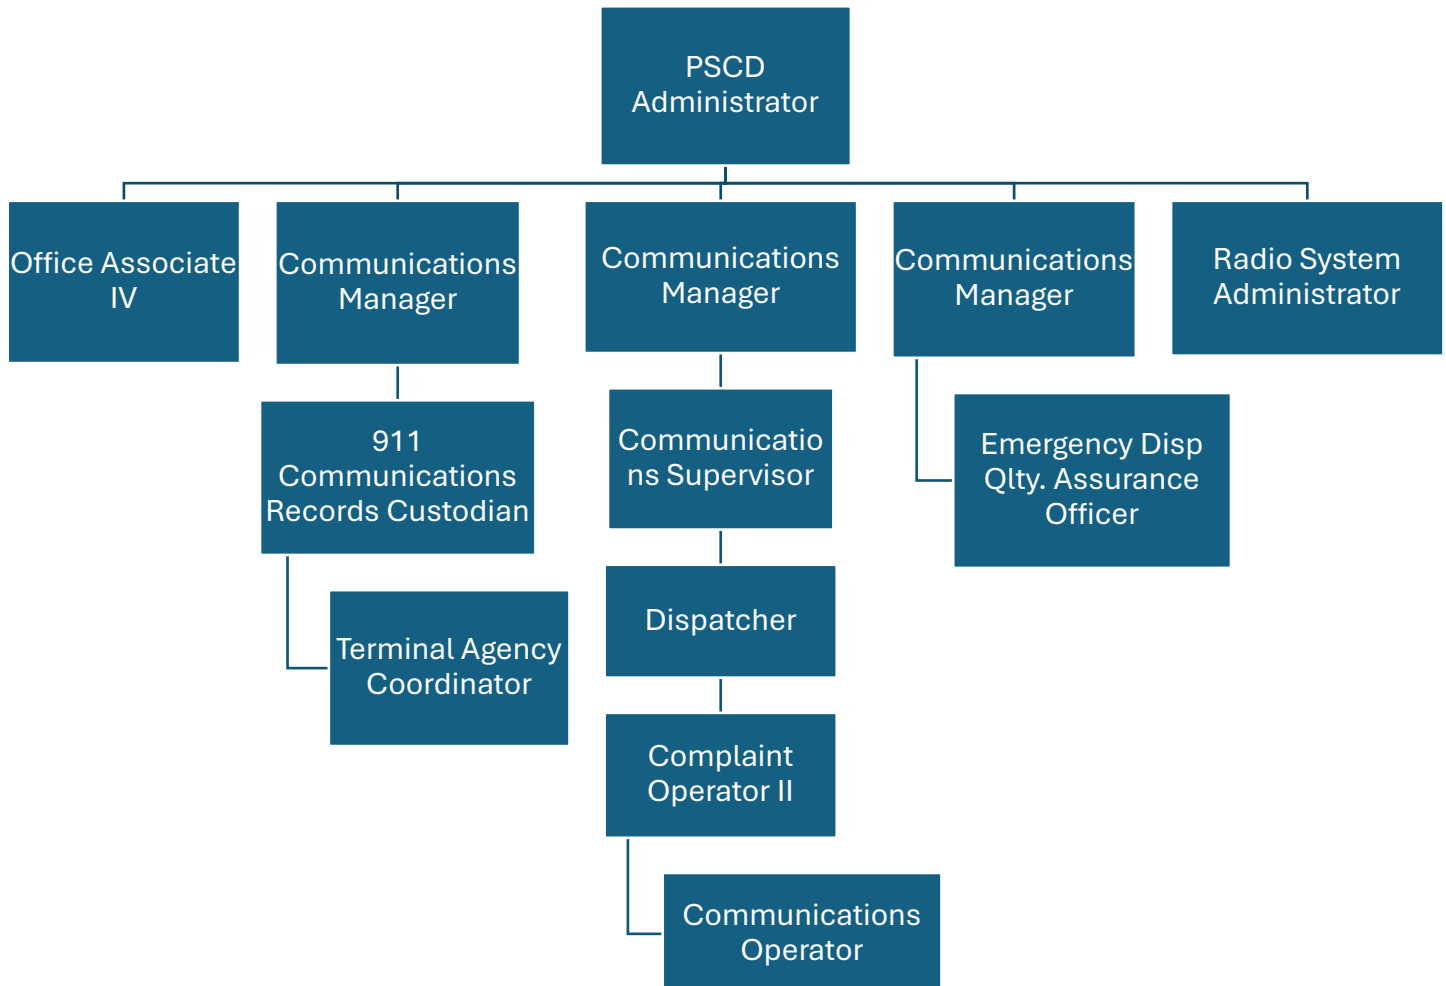 PSCD
Administrator
Office Associate
IV
Communications
Manager
Communications
Manager
Communications
Manager
Radio System
Administrator
911
Communications
Records Custodian
Communicatio
ns Supervisor
Emergency Disp
Qlty. Assurance
Officer
Terminal Agency
Coordinator
Dispatcher
Complaint
Operator II
Communications
Operator